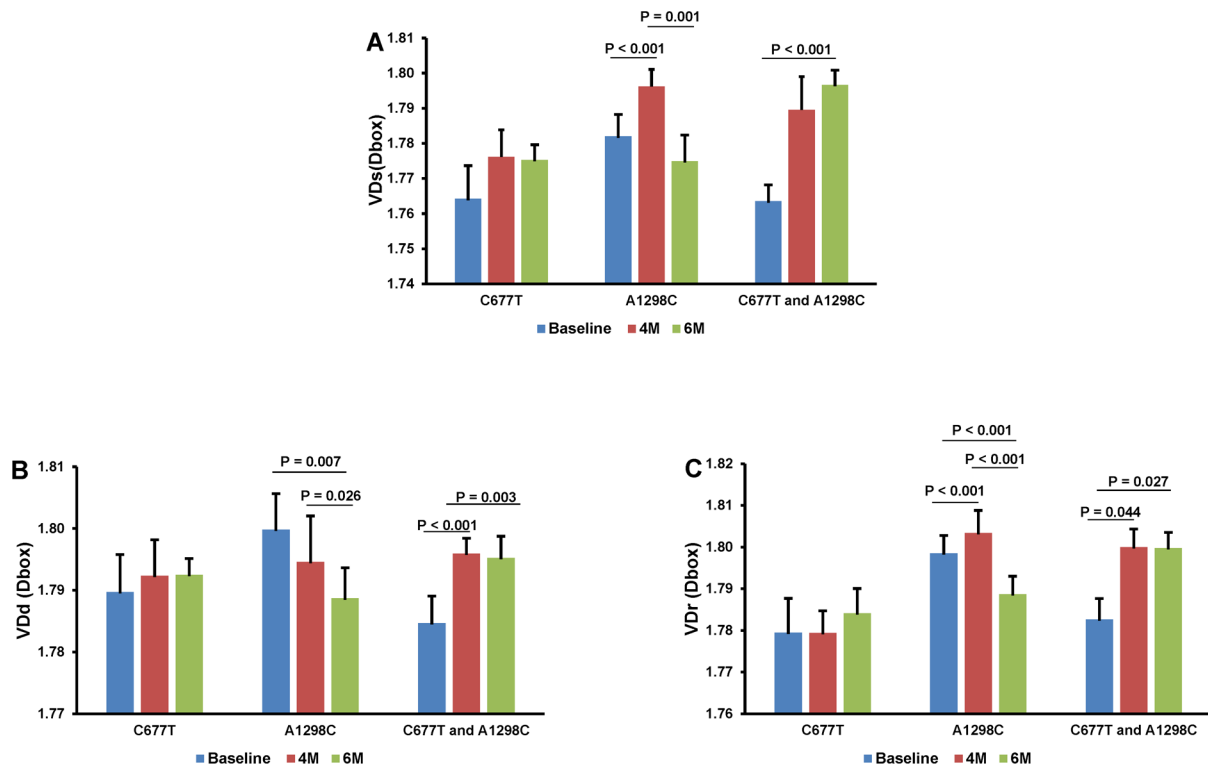 A
P = 0.001
P < 0.001
P < 0.001
1.81
1.80
1.79
1.78
1.77
1.76
1.75
1.74
VDs(Dbox)
C677T
A1298C
C677T and A1298C
Baseline
4M
6M
B
P = 0.007
P = 0.026
P = 0.003
P < 0.001
1.81
1.80
1.79
1.78
1.77
VDd (Dbox)
C677T
A1298C
C677T and A1298C
Baseline
4M
6M
C
P < 0.001
P < 0.001
P < 0.001
P = 0.027
P = 0.044
1.82
1.81
1.80
1.79
1.78
1.77
1.76
VDr (Dbox)
C677T
A1298C
C677T and A1298C
Baseline
4M
6M